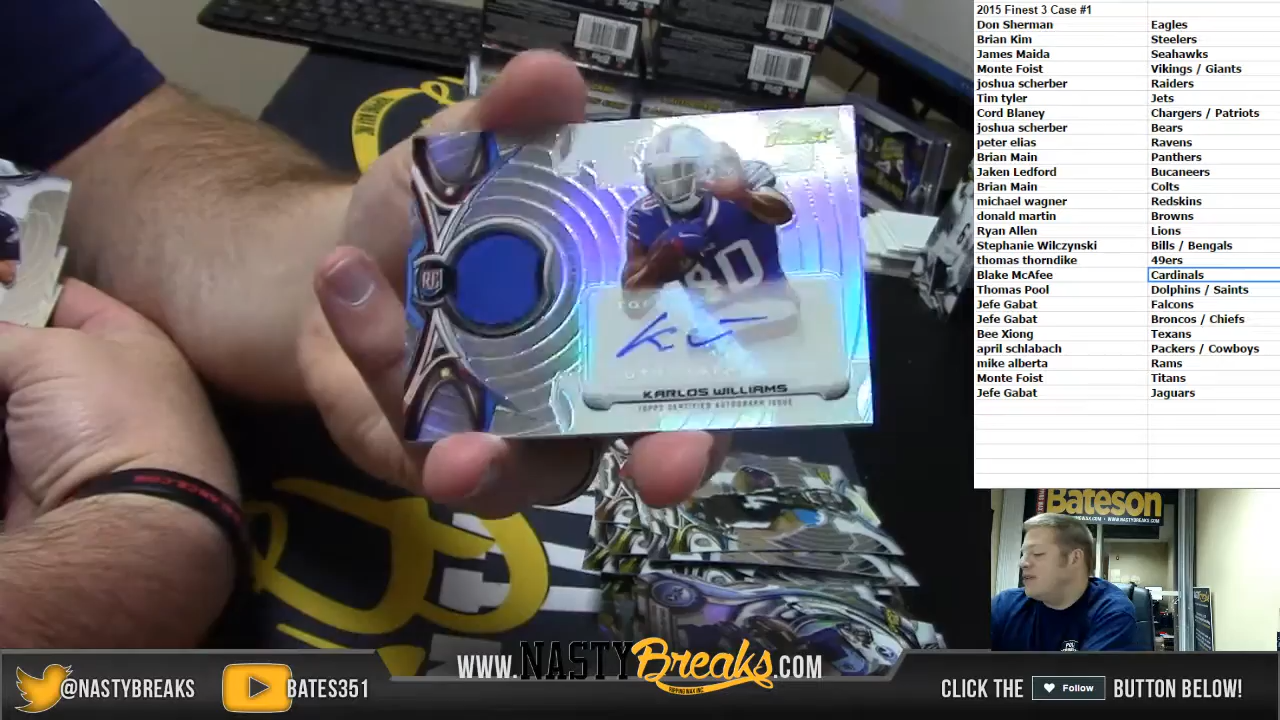 2015 Finest 3 Case #1
Don Sherman Eagles
Brian Kim Steelers
James Maida Seahawks
Monte Foist Vikings / Giants
joshua scherber Raiders
Tim tyler Jets
Cord Blaney Chargers / Patriots
joshua scherber Bears
peter elias Ravens
Brian Main Panthers
Jaken Ledford Bucaneers
Brian Main Colts
michael wagner Redskins
donald martin Browns
Ryan Allen Lions
Stephanie Wilczynski Bills / Bengals
thomas thorndike 49ers
Blake McAfee Cardinals
Thomas Pool Dolphins / Saints
Jefe Gabat Falcons
Jefe Gabat Broncos / Chiefs
Bee Xiong Texans
april schlabach Packers / Cowboys
mike alberta Rams
Monte Foist Titans
Jefe Gabat Jaguars
Finest
RC
KARLOS WILLIAMS
TOPPS CERTIFIED AUTOGRAPH ISSUE
Bateson
@NASTYBREAKS
BATES351
WWW.NASTYBreaks.COM
RIPPING WAX INC
CLICK THE Follow BUTTON BELOW!